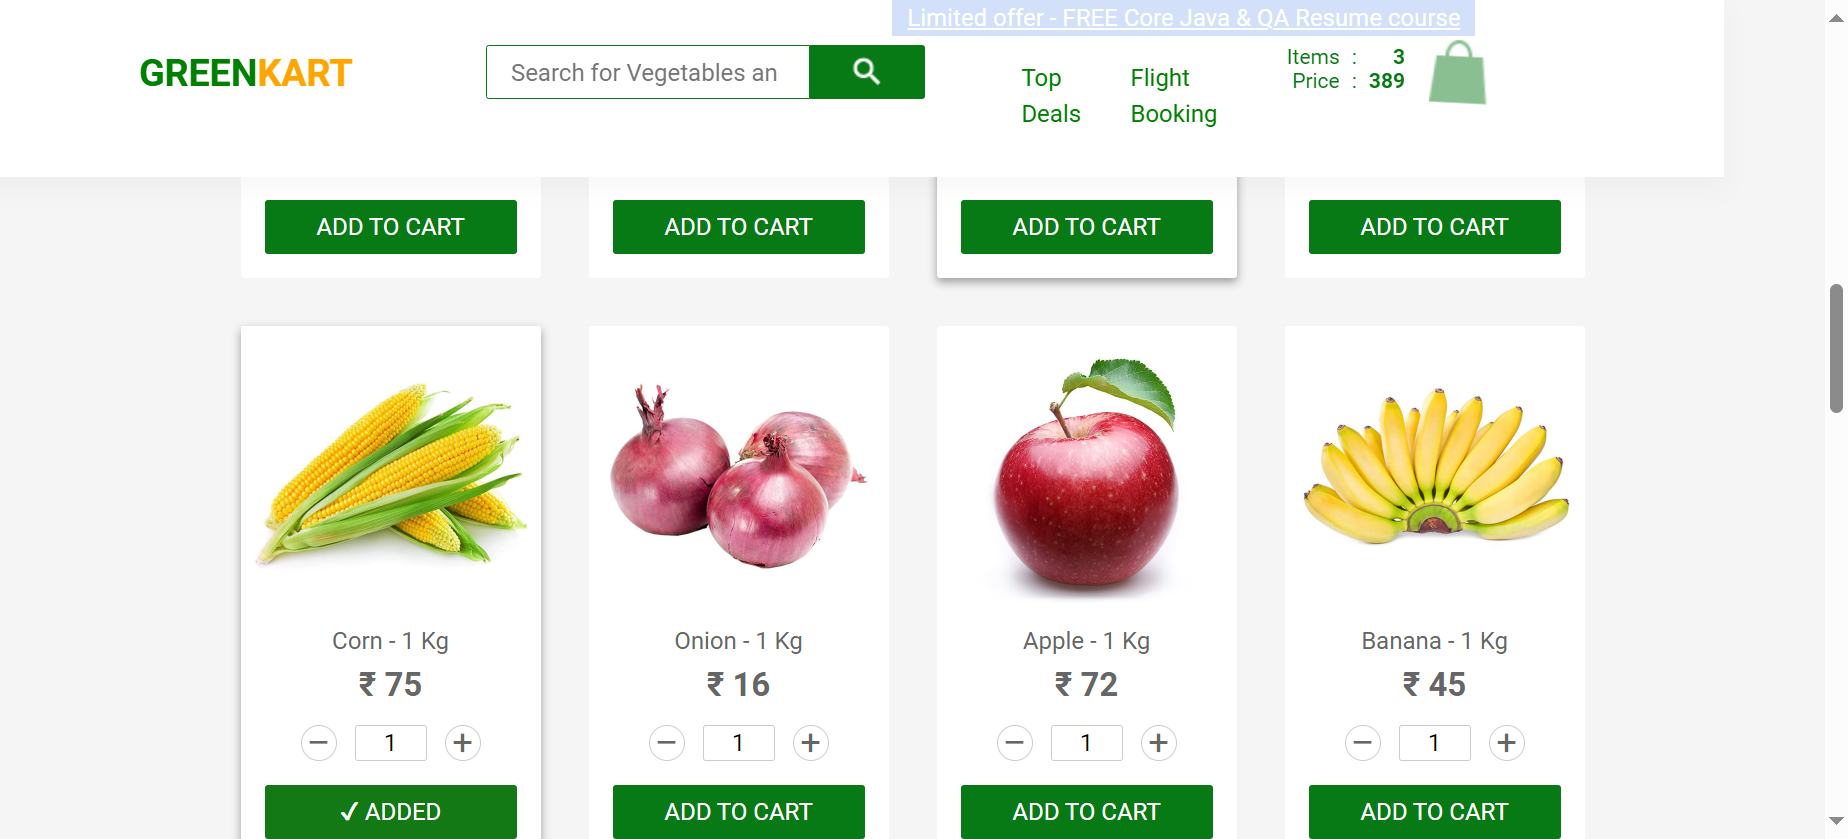 Limited offer - FREE Core Java & QA Resume course
GREENKART
Search for Vegetables an
Top Deals
Flight Booking
Items : 3
Price : 389
ADD TO CART
ADD TO CART
ADD TO CART
ADD TO CART
Corn - 1 Kg
₹ 75
1
✓ ADDED
Onion - 1 Kg
₹ 16
1
ADD TO CART
Apple - 1 Kg
₹ 72
1
ADD TO CART
Banana - 1 Kg
₹ 45
1
ADD TO CART